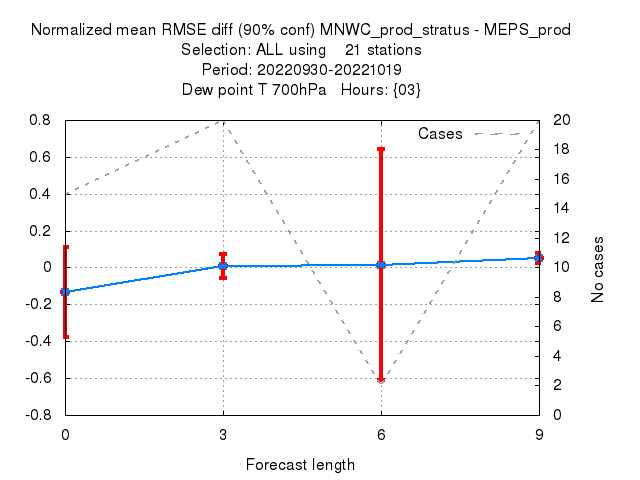 Normalized mean RMSE diff (90% conf) MNWC_prod_stratus - MEPS_prod
Selection: ALL using    21 stations
Period: 20220930-20221019
Dew point T 700hPa   Hours: {03}
Cases
0.8
0.6
0.4
0.2
0
-0.2
-0.4
-0.6
-0.8
20
18
16
14
12
10
8
6
4
2
0
No cases
0 3 6 9
Forecast length